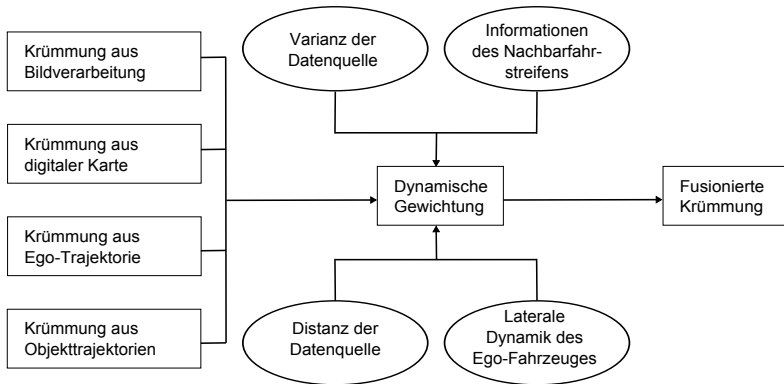 Krümmung aus
Bildverarbeitung
Krümmung aus
digitaler Karte
Krümmung aus
Ego-Trajektorie
Krümmung aus
Objekttrajektorien
Varianz der
Datenquelle
Informationen
des Nachbarfahr-
streifens
Dynamische
Gewichtung
Distanz der
Datenquelle
Laterale
Dynamik des
Ego-Fahrzeuges
Fusionierte
Krümmung